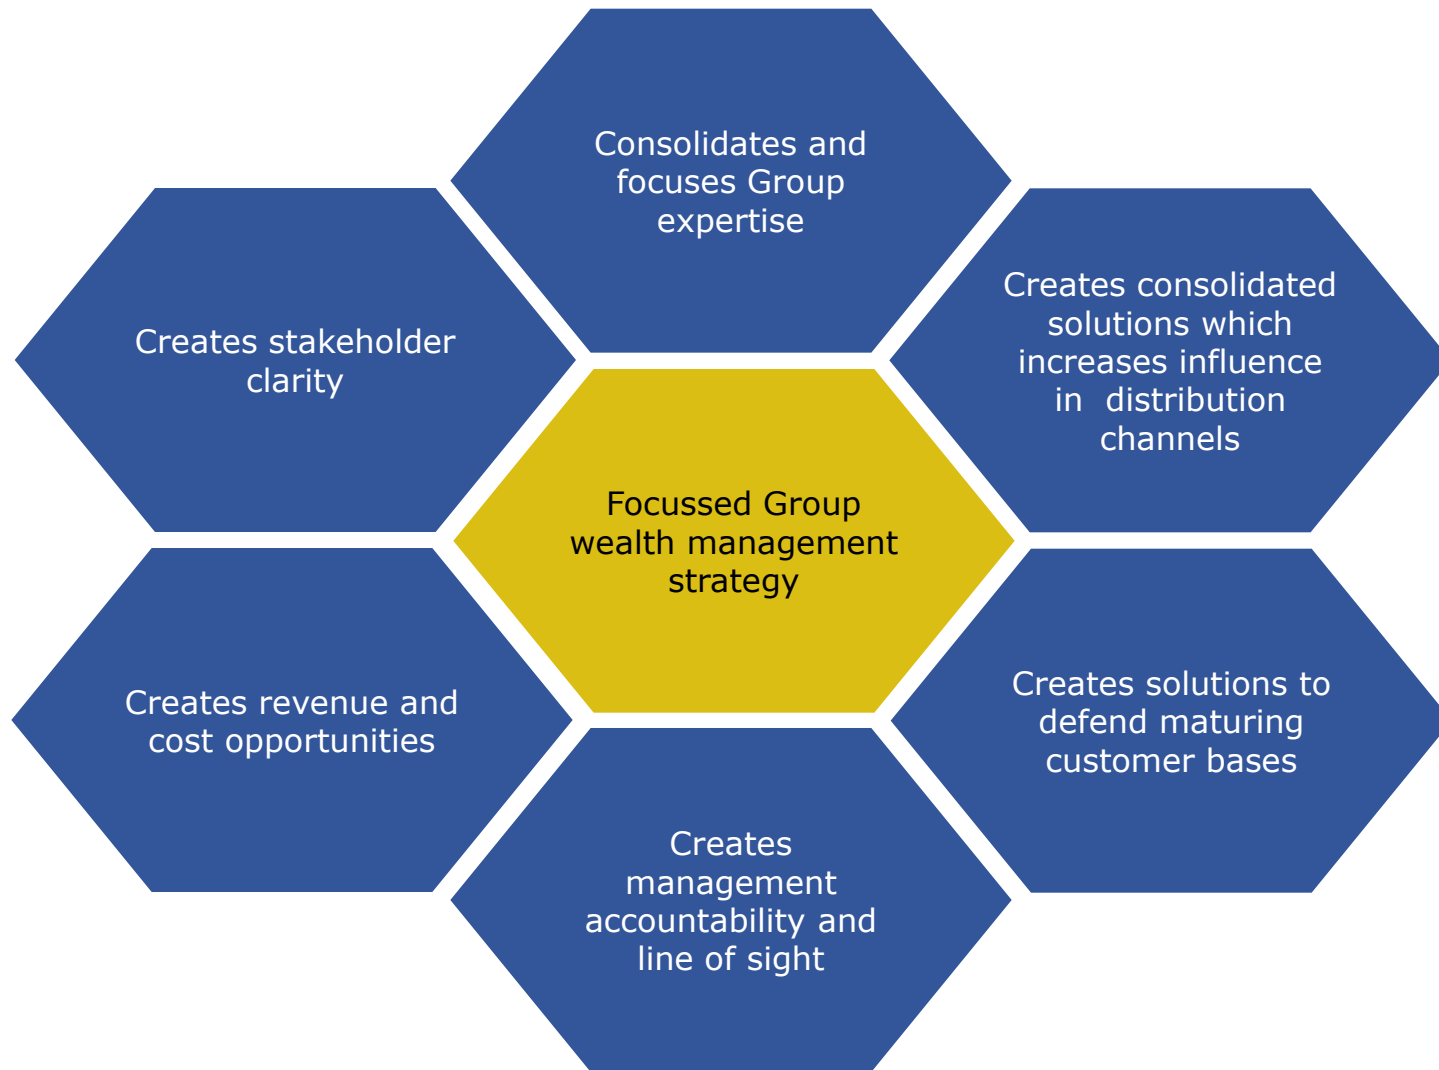 Consolidates and
focuses Group
expertise
Creates stakeholder
clarity
Creates consolidated
solutions which
increases influence
in  distribution
channels
Focussed Group
wealth management
strategy
Creates revenue and
cost opportunities
Creates solutions to
defend maturing
customer bases
Creates
management
accountability and
line of sight